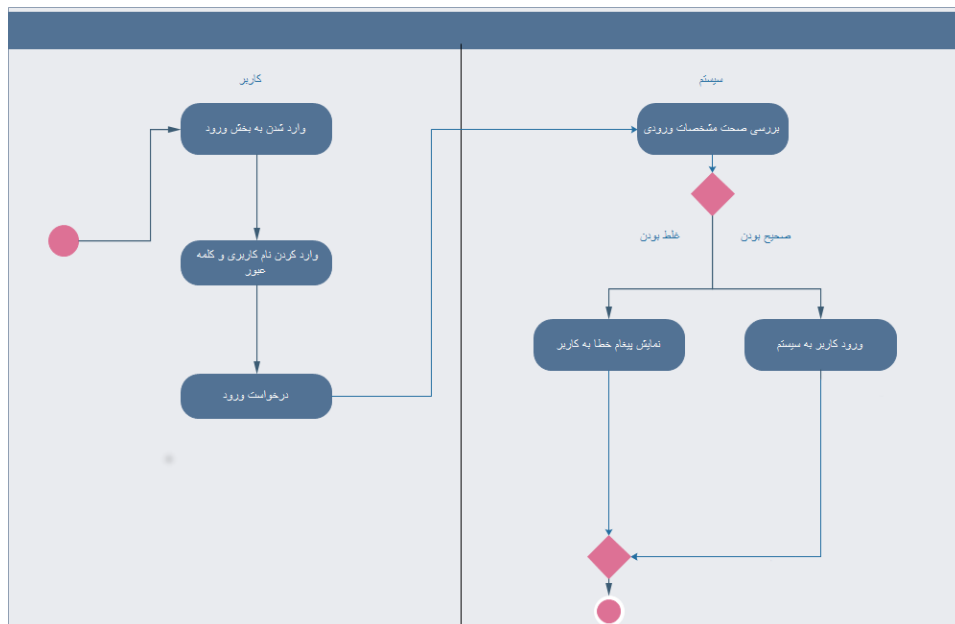 کاربر
سیستم
وارد شدن به بخش ورود
بررسی صحت مشخصات ورودی
غلط بودن
صحیح بودن
وارد کردن نام کاربری و کلمه
عبور
نمایش پیغام خطا به کاربر
ورود کاربر به سیستم
درخواست ورود